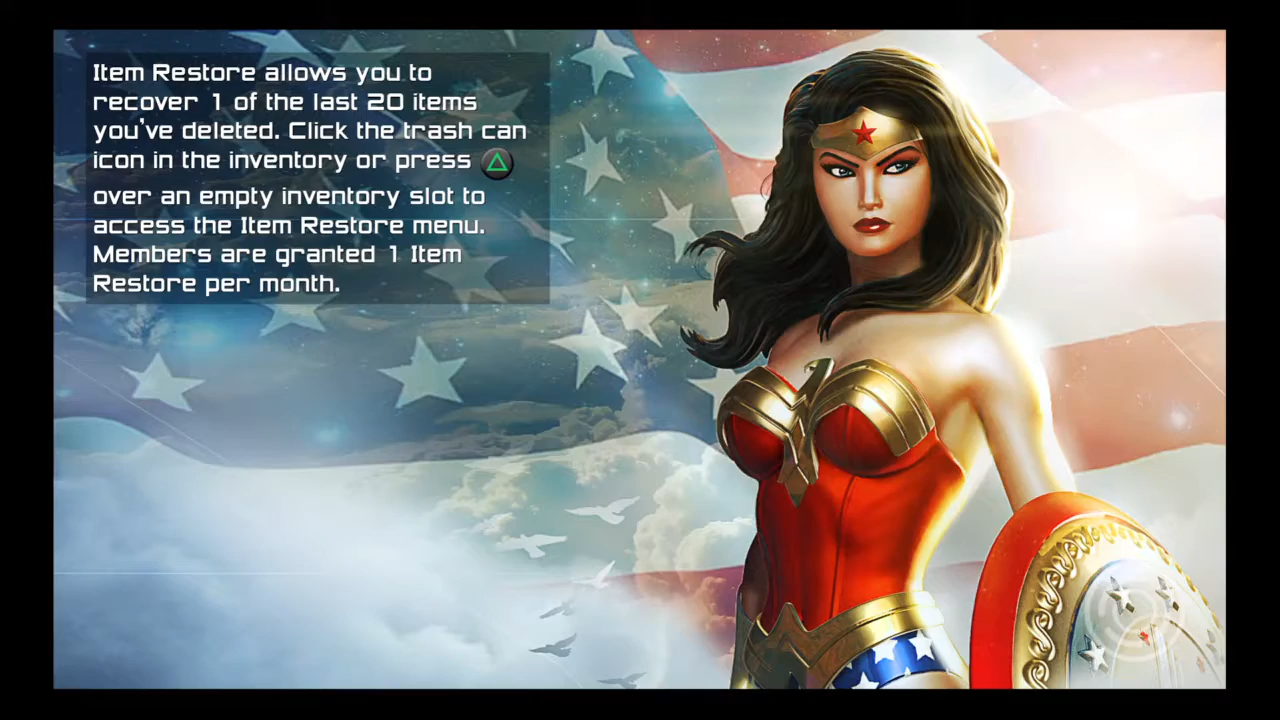 Item Restore allows you to
recover 1 of the last 20 items
you've deleted. Click the trash can
icon in the inventory or press
over an empty inventory slot to
access the Item Restore menu.
Members are granted 1 Item
Restore per month.